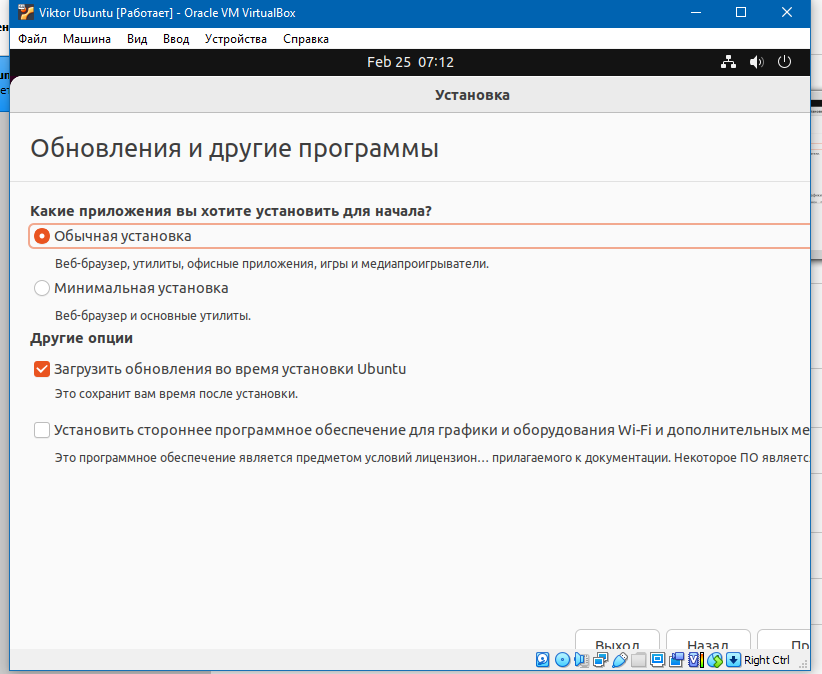 Viktor Ubuntu [Работает] - Oracle VM VirtualBox
Файл Машина Вид Ввод Устройства Справка
Feb 25 07:12
Установка
Обновления и другие программы
Какие приложения вы хотите установить для начала?
Обычная установка
Веб-браузер, утилиты, офисные приложения, игры и медиапроигрыватели.
Минимальная установка
Веб-браузер и основные утилиты.
Другие опции
Загрузить обновления во время установки Ubuntu
Это сохранит вам время после установки.
Установить стороннее программное обеспечение для графики и оборудования Wi-Fi и дополнительных ме
Это программное обеспечение является предметом условий лицензион… прилагаемого к документации. Некоторое ПО являетс
Выход Назад Пр
Right Ctrl